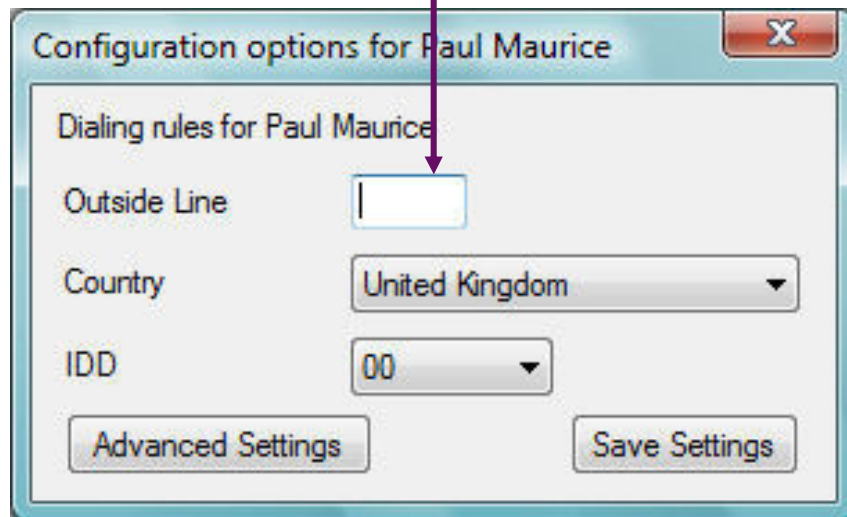 Configuration options for Paul Maurice
Dialing rules for Paul Maurice
Outside Line
Country United Kingdom
IDD 00
Advanced Settings Save Settings